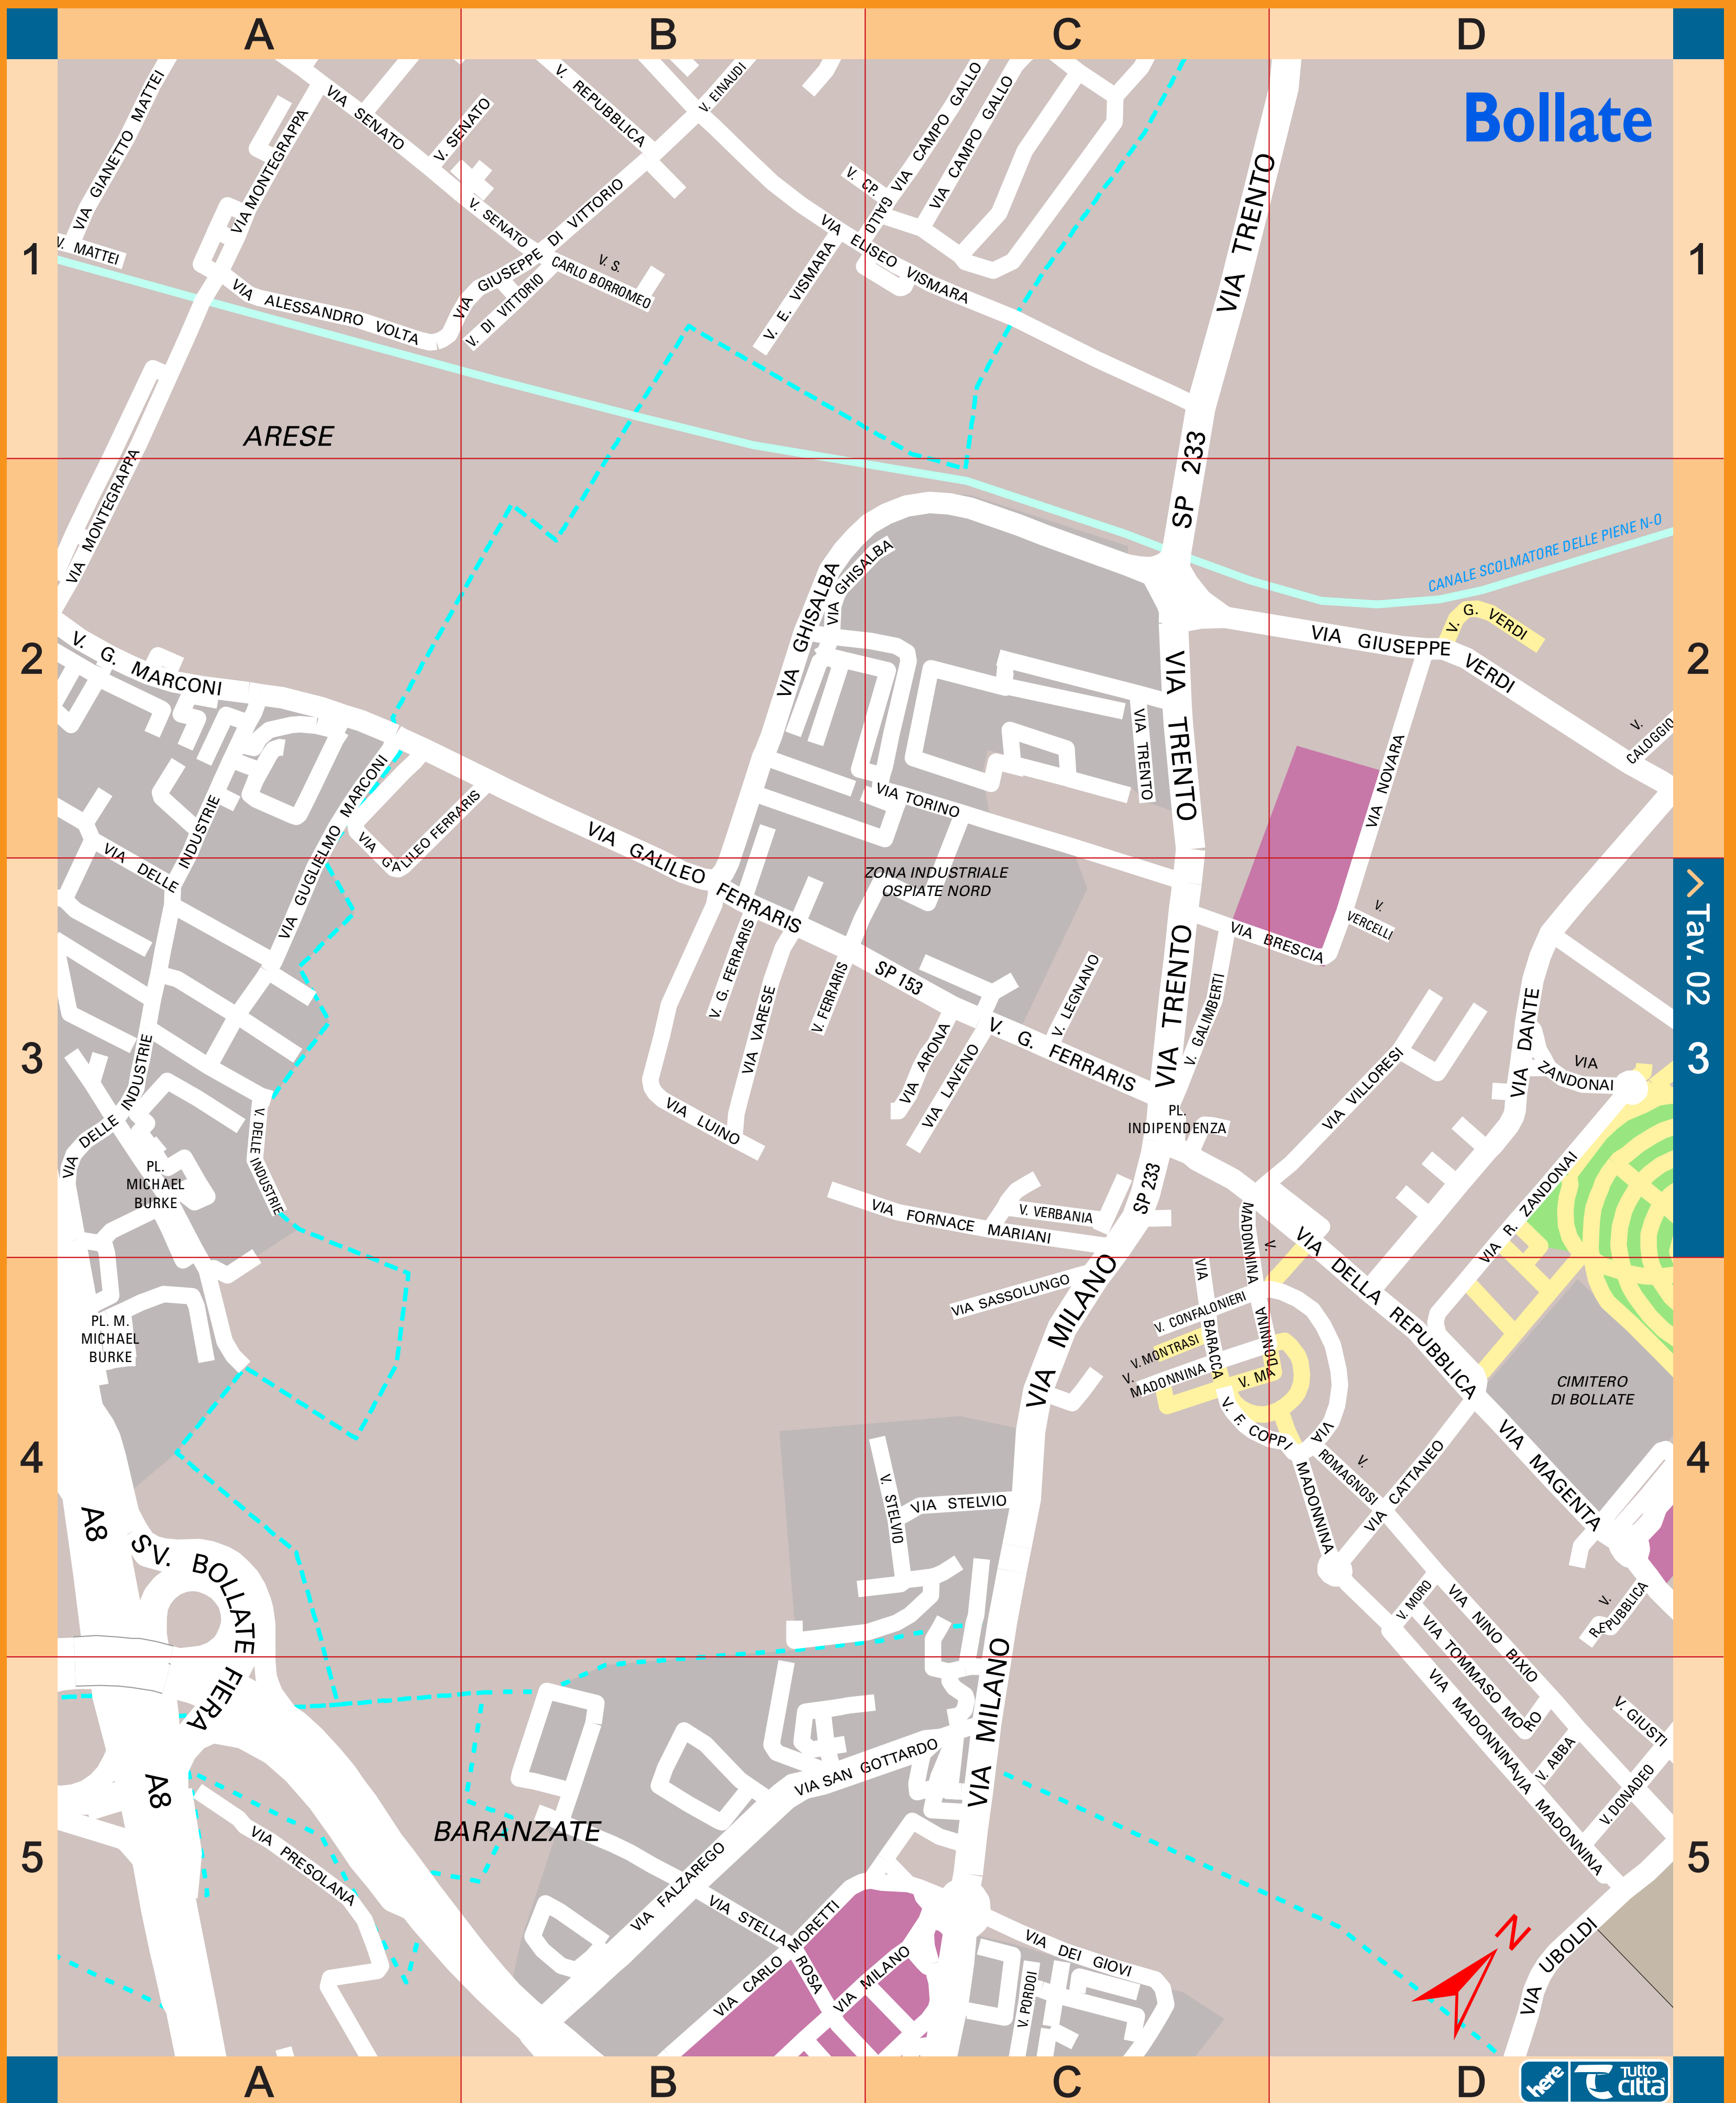 A B C D
Bollate
1 1
VIA GIANETTO MATTEI
V. MATTEI
VIA MONTEGRAPPA
VIA SENATO
V. SENATO
V. SENATO
V. REPUBBLICA
V. EINAUDI
VIA GIUSEPPE DI VITTORIO
V. DI VITTORIO
V. S.
CARLO BORROMEO
VIA ALESSANDRO VOLTA
V. CP.
GALLO
VIA CAMPO GALLO
VIA CAMPO GALLO
VIA ELISEO VISMARA
V. E. VISMARA
VIA TRENTO
ARESE
SP 233
2 2
VIA MONTEGRAPPA
V. G. MARCONI
VIA GHISALBA
VIA GHISALBA
CANALE SCOLMATORE DELLE PIENE N-O
V. G. VERDI
VIA GIUSEPPE VERDI
V.
CALOGGIO
VIA TRENTO
VIA TRENTO
VIA NOVARA
VIA TORINO
VIA GUGLIELMO MARCONI
VIA GALILEO FERRARIS
VIA GALILEO FERRARIS
VIA DELLE INDUSTRIE
ZONA INDUSTRIALE
OSPIATE NORD
3
Tav. 02
3
V. G. FERRARIS
VIA VARESE
V. FERRARIS
SP 153
V. G. FERRARIS
VIA ARONA
VIA LAVENO
V. LEGNANO
VIA TRENTO
V. GALIMBERTI
VIA BRESCIA
V.
VERCELLI
VIA DANTE
VIA
ZANDONAI
VIA VILLORESI
VIA R. ZANDONAI
VIA LUINO
PL.
INDIPENDENZA
SP 233
VIA DELLE INDUSTRIE
V. DELLE INDUSTRIE
PL.
MICHAEL
BURKE
VIA FORNACE MARIANI
V. VERBANIA
4 4
PL. M.
MICHAEL
BURKE
VIA SASSOLUNGO
VIA MILANO
V.
MADONNINA
VIA
BARACCA
V. CONFALONIERI
V. MONTRASI
V.
MADONNINA
V. MA
DONNINA
V. F. COPPI
VIA
MADONNINA
V.
ROMAGNOSI
VIA DELLA REPUBBLICA
CIMITERO
DI BOLLATE
VIA CATTANEO
VIA MAGENTA
V. STELVIO
VIA STELVIO
A8
SV. BOLLATE FIERA
V. MORO
VIA NINO BIXIO
VIA TOMMASO MORO
V.
REPUBBLICA
5 5
VIA MILANO
VIA MADONNINA
VIA MADONNINA
V. ABBA
V. GIUSTI
V. DONADEO
A8
VIA PRESOLANA
BARANZATE
VIA SAN GOTTARDO
VIA FALZAREGO
VIA STELLA ROSA
VIA CARLO MORETTI
VIA MILANO
VIA DEI GIOVI
V. PORDOI
VIA UBOLDI
N
A B C D
here
TUTTO
Città